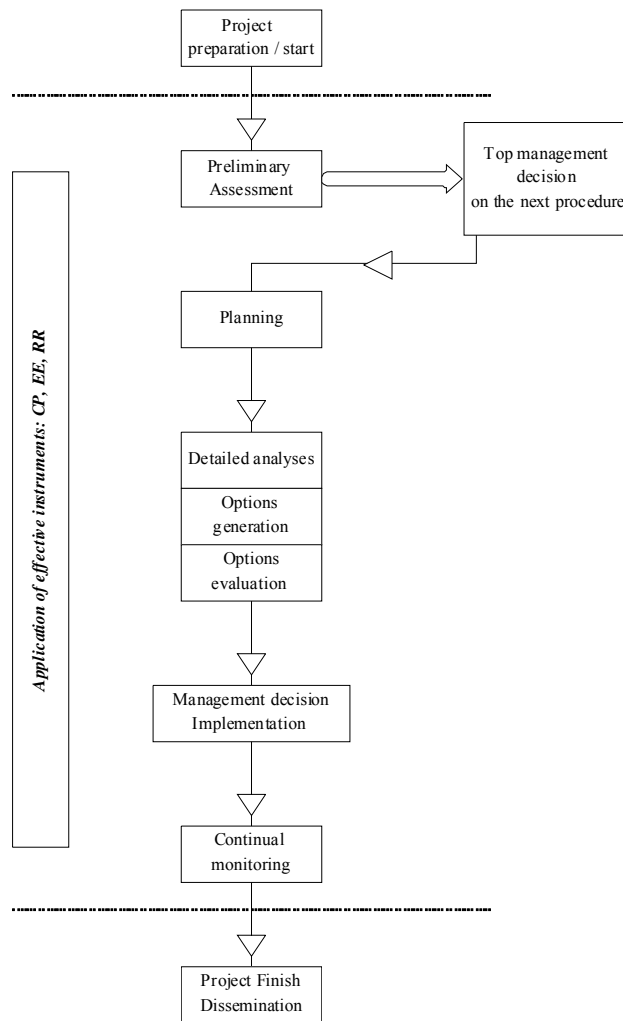 Project
preparation / start
Preliminary
Assessment
Top management
decision
on the next procedure
Planning
Application of effective instruments: CP, EE, RR
Detailed analyses
Options
generation
Options
evaluation
Management decision
Implementation
Continual
monitoring
Project Finish
Dissemination